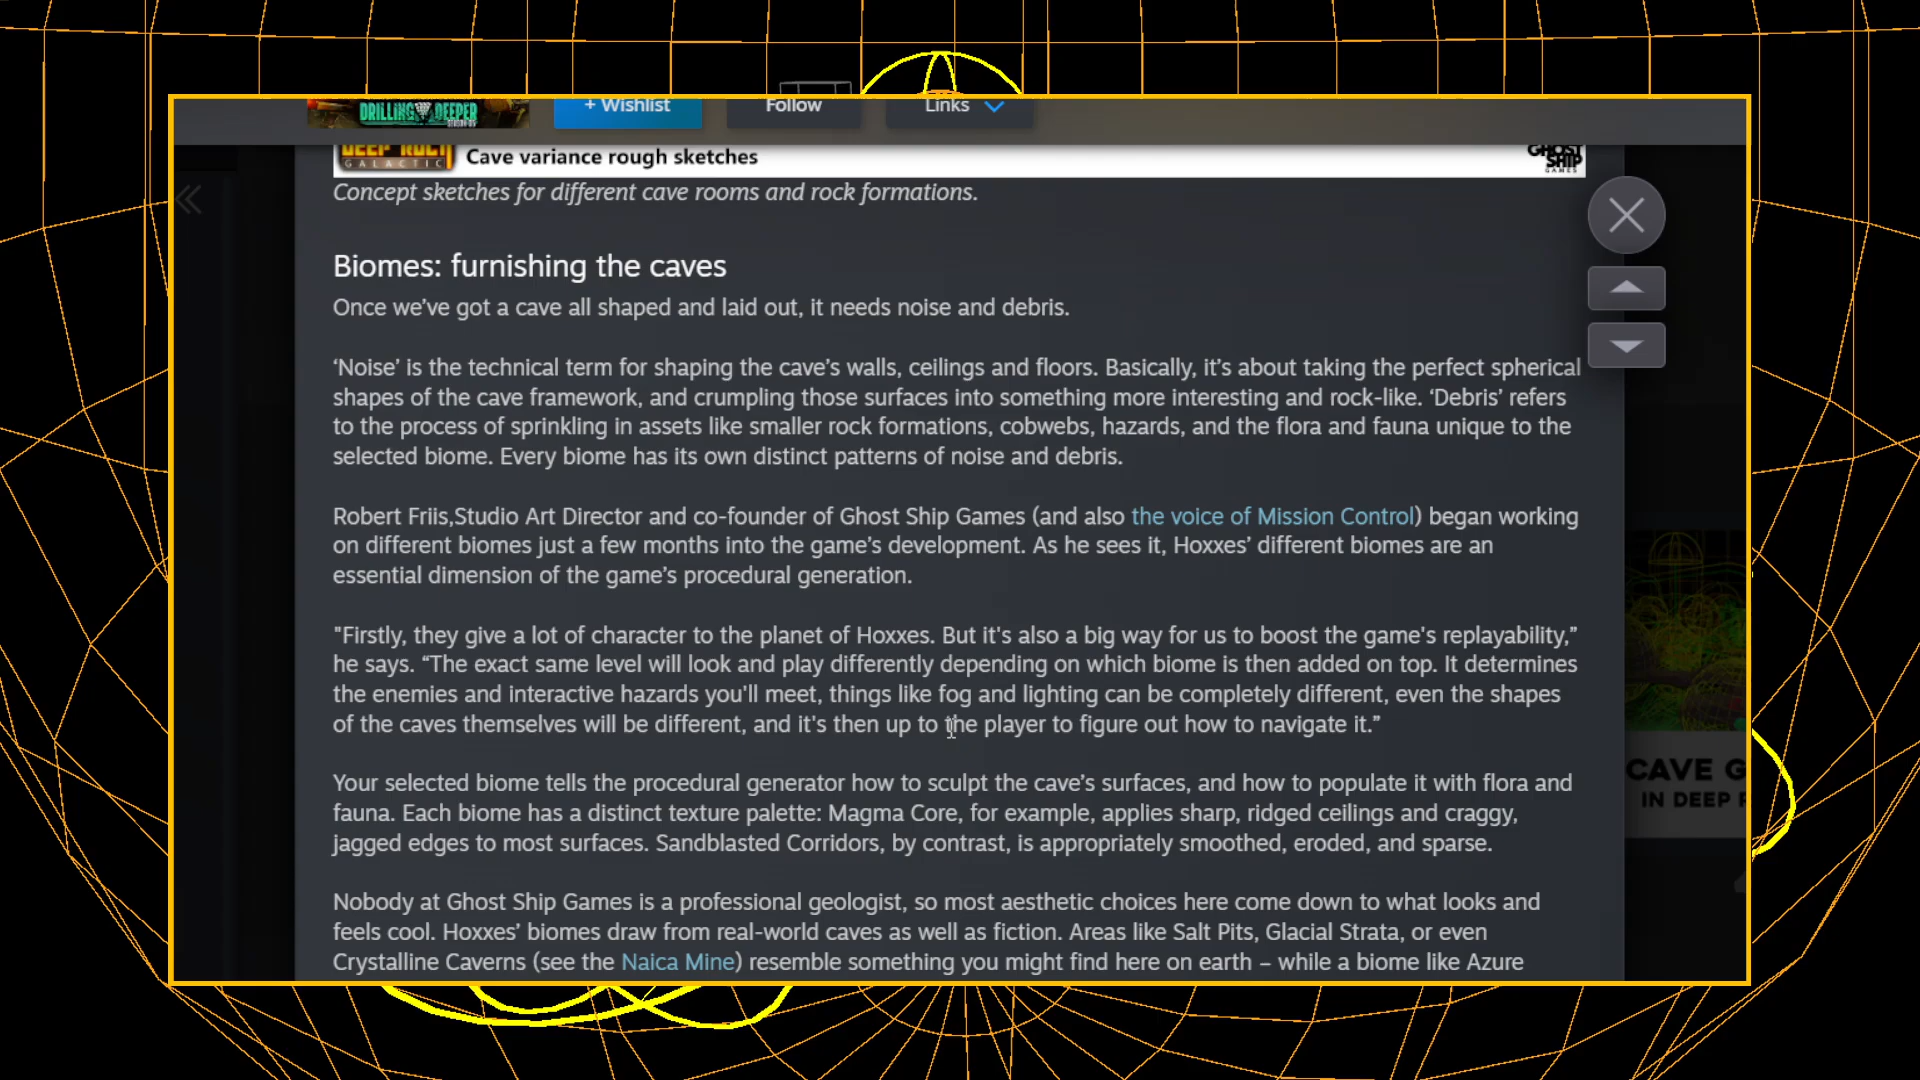 DRILLING DEEPER
+ Wishlist
Follow
Links
DEEP ROCK
GALACTIC
Cave variance rough sketches
GHOST
SHIP
GAMES
Concept sketches for different cave rooms and rock formations.
Biomes: furnishing the caves
Once we’ve got a cave all shaped and laid out, it needs noise and debris.
‘Noise’ is the technical term for shaping the cave’s walls, ceilings and floors. Basically, it’s about taking the perfect spherical
shapes of the cave framework, and crumpling those surfaces into something more interesting and rock-like. ‘Debris’ refers
to the process of sprinkling in assets like smaller rock formations, cobwebs, hazards, and the flora and fauna unique to the
selected biome. Every biome has its own distinct patterns of noise and debris.
Robert Friis,Studio Art Director and co-founder of Ghost Ship Games (and also the voice of Mission Control) began working
on different biomes just a few months into the game’s development. As he sees it, Hoxxes’ different biomes are an
essential dimension of the game’s procedural generation.
"Firstly, they give a lot of character to the planet of Hoxxes. But it's also a big way for us to boost the game's replayability,”
he says. “The exact same level will look and play differently depending on which biome is then added on top. It determines
the enemies and interactive hazards you'll meet, things like fog and lighting can be completely different, even the shapes
of the caves themselves will be different, and it's then up to the player to figure out how to navigate it.”
Your selected biome tells the procedural generator how to sculpt the cave’s surfaces, and how to populate it with flora and
fauna. Each biome has a distinct texture palette: Magma Core, for example, applies sharp, ridged ceilings and craggy,
jagged edges to most surfaces. Sandblasted Corridors, by contrast, is appropriately smoothed, eroded, and sparse.
Nobody at Ghost Ship Games is a professional geologist, so most aesthetic choices here come down to what looks and
feels cool. Hoxxes’ biomes draw from real-world caves as well as fiction. Areas like Salt Pits, Glacial Strata, or even
Crystalline Caverns (see the Naica Mine) resemble something you might find here on earth – while a biome like Azure
CAVE G
IN DEEP